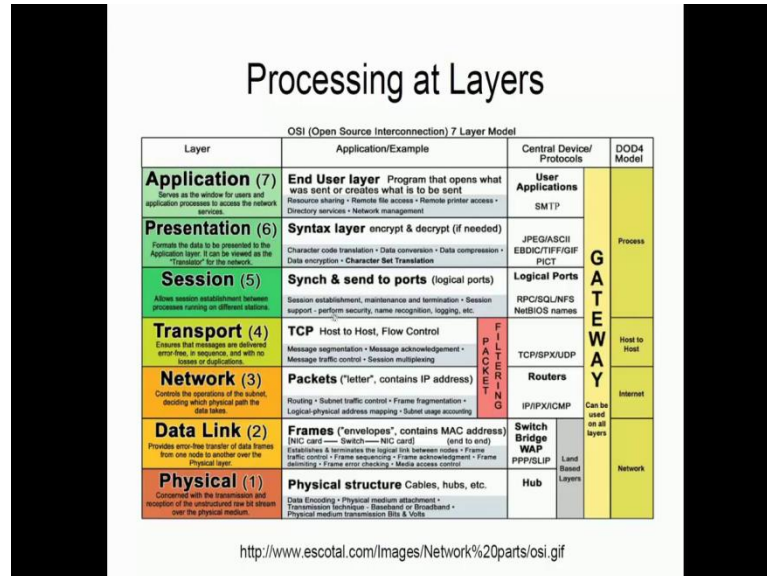 Processing at Layers
OSI (Open Source Interconnection) 7 Layer Model
Layer
Application/Example
Central Device/
Protocols
DOD4
Model
Application (7)
Serves as the window for users and
application processes to access the network
services.
End User layer Program that opens what
was sent or creates what is to be sent
Resource sharing • Remote file access • Remote printer access •
Directory services • Network management
User
Applications
SMTP
Presentation (6)
Formats the data to be presented to the
Application layer. It can be viewed as the
"Translator" for the network.
Syntax layer encrypt & decrypt (if needed)
Character code translation • Data conversion • Data compression •
Data encryption • Character Set Translation
JPEG/ASCII
EBDIC/TIFF/GIF
PICT
Process
Session (5)
Allows session establishment between
processes running on different stations.
Synch & send to ports (logical ports)
Session establishment, maintenance and termination • Session
support - perform security, name recognition, logging, etc.
Logical Ports
RPC/SQL/NFS
NetBIOS names
Transport (4)
Ensures that messages are delivered
error-free, in sequence, and with no
losses or duplications.
TCP Host to Host, Flow Control
Message segmentation • Message acknowledgement •
Message traffic control • Session multiplexing
PACKET
FILTERING
TCP/SPX/UDP
Host to
Host
Network (3)
Controls the operations of the subnet,
deciding which physical path the
data takes.
Packets ("letter", contains IP address)
Routing • Subnet traffic control • Frame fragmentation •
Logical-physical address mapping • Subnet usage accounting
Routers
IP/IPX/ICMP
Internet
GATEWAY
Can be
used
on all
layers
Data Link (2)
Provides error-free transfer of data frames
from one node to another over the
Physical layer.
Frames ("envelopes", contains MAC address)
[NIC card — Switch — NIC card] (end to end)
Establishes & terminates the logical link between nodes • Frame
traffic control • Frame sequencing • Frame acknowledgment • Frame
delimiting • Frame error checking • Media access control
Switch
Bridge
WAP
PPP/SLIP
Land
Based
Layers
Network
Physical (1)
Concerned with the transmission and
reception of the unstructured raw bit stream
over the physical medium.
Physical structure Cables, hubs, etc.
Data Encoding • Physical medium attachment •
Transmission technique - Baseband or Broadband •
Physical medium transmission Bits & Volts
Hub
http://www.escotal.com/Images/Network%20parts/osi.gif